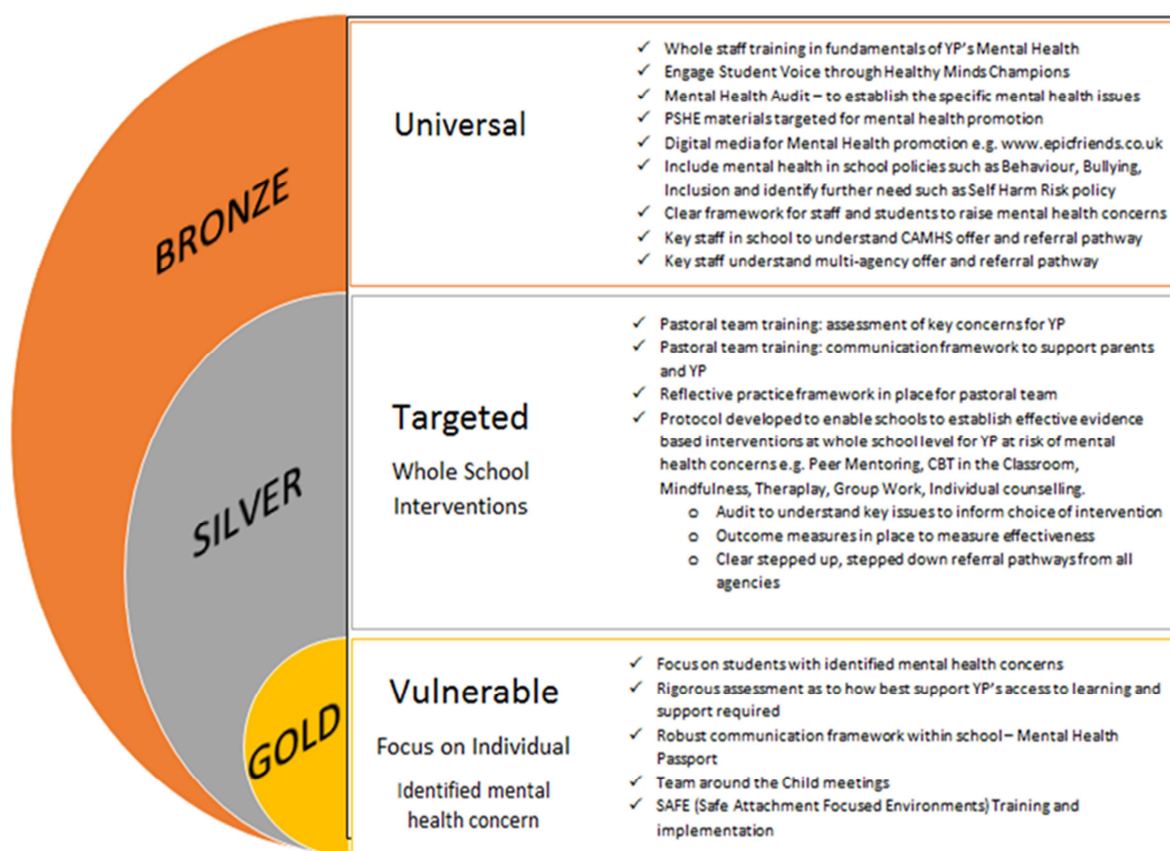 BRONZE
Universal
✓ Whole staff training in fundamentals of YP's Mental Health
✓ Engage Student Voice through Healthy Minds Champions
✓ Mental Health Audit – to establish the specific mental health issues
✓ PSHE materials targeted for mental health promotion
✓ Digital media for Mental Health promotion e.g. www.epicfriends.co.uk
✓ Include mental health in school policies such as Behaviour, Bullying,
Inclusion and identify further need such as Self Harm Risk policy
✓ Clear framework for staff and students to raise mental health concerns
✓ Key staff in school to understand CAMHS offer and referral pathway
✓ Key staff understand multi-agency offer and referral pathway
SILVER
Targeted
Whole School
Interventions
✓ Pastoral team training: assessment of key concerns for YP
✓ Pastoral team training: communication framework to support parents
and YP
✓ Reflective practice framework in place for pastoral team
✓ Protocol developed to enable schools to establish effective evidence
based interventions at whole school level for YP at risk of mental
health concerns e.g. Peer Mentoring, CBT in the Classroom,
Mindfulness, Theraplay, Group Work, Individual counselling.
o Audit to understand key issues to inform choice of intervention
o Outcome measures in place to measure effectiveness
o Clear stepped up, stepped down referral pathways from all
agencies
GOLD
Vulnerable
Focus on Individual
Identified mental
health concern
✓ Focus on students with identified mental health concerns
✓ Rigorous assessment as to how best support YP's access to learning and
support required
✓ Robust communication framework within school – Mental Health
Passport
✓ Team around the Child meetings
✓ SAFE (Safe Attachment Focused Environments) Training and
implementation